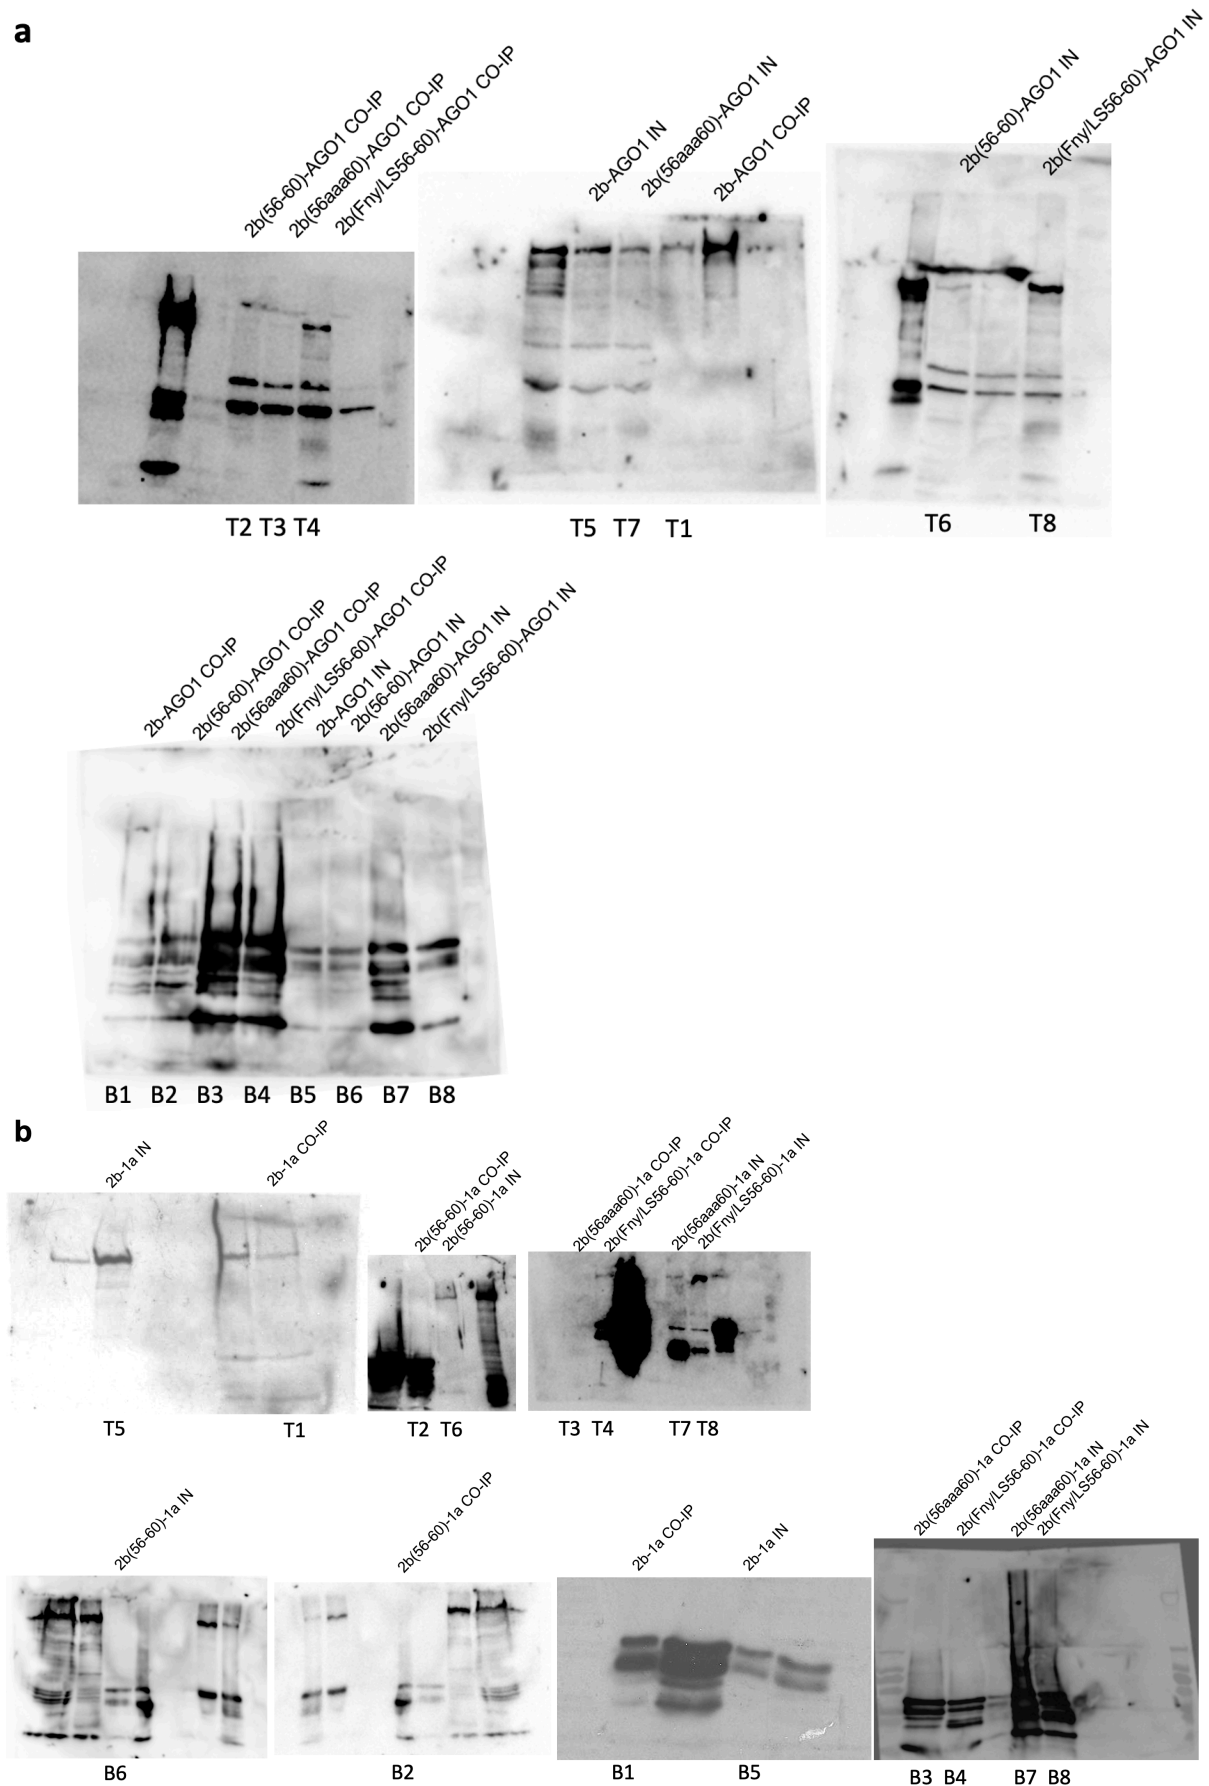 a
2b(56-60)-AGO1 CO-IP
2b(56aaa60)-AGO1 CO-IP
2b(Fny/LS56-60)-AGO1 CO-IP
2b-AGO1 IN
2b(56aaa60)-AGO1 IN
2b-AGO1 CO-IP
2b(56-60)-AGO1 IN
2b(Fny/LS56-60)-AGO1 IN
T2 T3 T4
T5 T7 T1
T6 T8
2b-AGO1 CO-IP
2b(56-60)-AGO1 CO-IP
2b(56aaa60)-AGO1 CO-IP
2b(Fny/LS56-60)-AGO1 CO-IP
2b-AGO1 IN
2b(56-60)-AGO1 IN
2b(56aaa60)-AGO1 IN
2b(Fny/LS56-60)-AGO1 IN
B1 B2 B3 B4 B5 B6 B7 B8
b
2b-1a IN
2b-1a CO-IP
2b(56-60)-1a CO-IP
2b(56-60)-1a IN
2b(56aaa60)-1a CO-IP
2b(Fny/LS56-60)-1a CO-IP
2b(56aaa60)-1a IN
2b(Fny/LS56-60)-1a IN
T5 T1
T2 T6
T3 T4 T7 T8
2b(56-60)-1a IN
2b(56-60)-1a CO-IP
2b-1a CO-IP
2b-1a IN
2b(56aaa60)-1a CO-IP
2b(Fny/LS56-60)-1a CO-IP
2b(56aaa60)-1a IN
2b(Fny/LS56-60)-1a IN
B6
B2
B1 B5
B3 B4 B7 B8